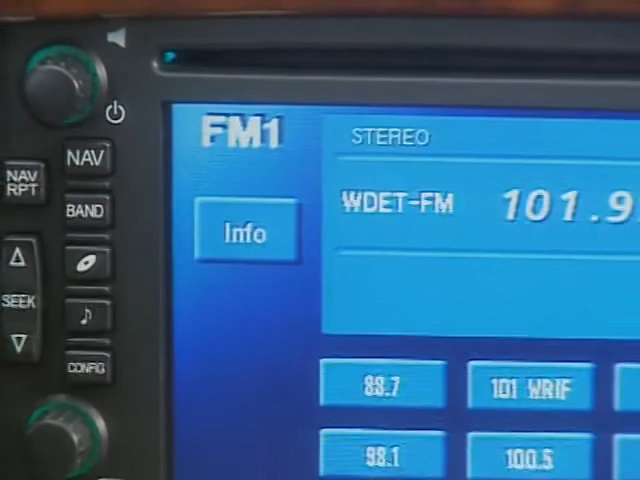 FM1
STEREO
WDET-FM 101.9
Info
NAV
NAV RPT
BAND
SEEK
CONFIG
88.7
101 WRIF
98.1
100.5